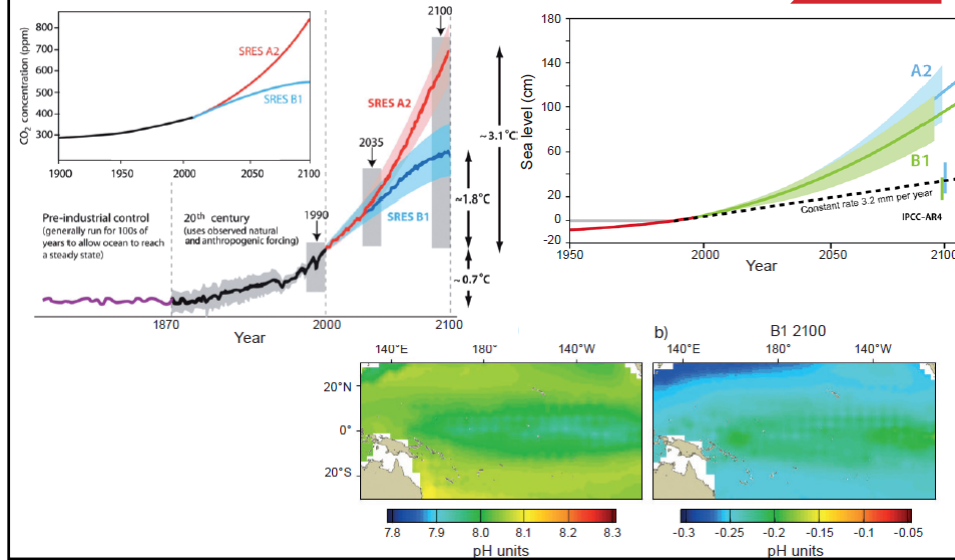 800
700
600
500
400
300
CO2 concentration (ppm)
SRES A2
SRES B1
1900
1950
2000
2050
2100
2100
SRES A2
2035
SRES B1
1990
~3.1°C
~1.8°C
~0.7°C
Pre-industrial control
(generally run for 100s of
years to allow ocean to reach
a steady state)
20th century
(uses observed natural
and anthropogenic forcing)
1870
2000
2100
Year
180
140
100
60
20
0
-20
Sea level (cm)
A2
B1
Constant rate 3.2 mm per year
IPCC-AR4
1950
2000
2050
2100
Year
140°E
180°
140°W
20°N
0°
20°S
7.8
7.9
8.0
8.1
8.2
8.3
pH units
b)
B1 2100
140°E
180°
140°W
-0.3
-0.25
-0.2
-0.15
-0.1
-0.05
pH units